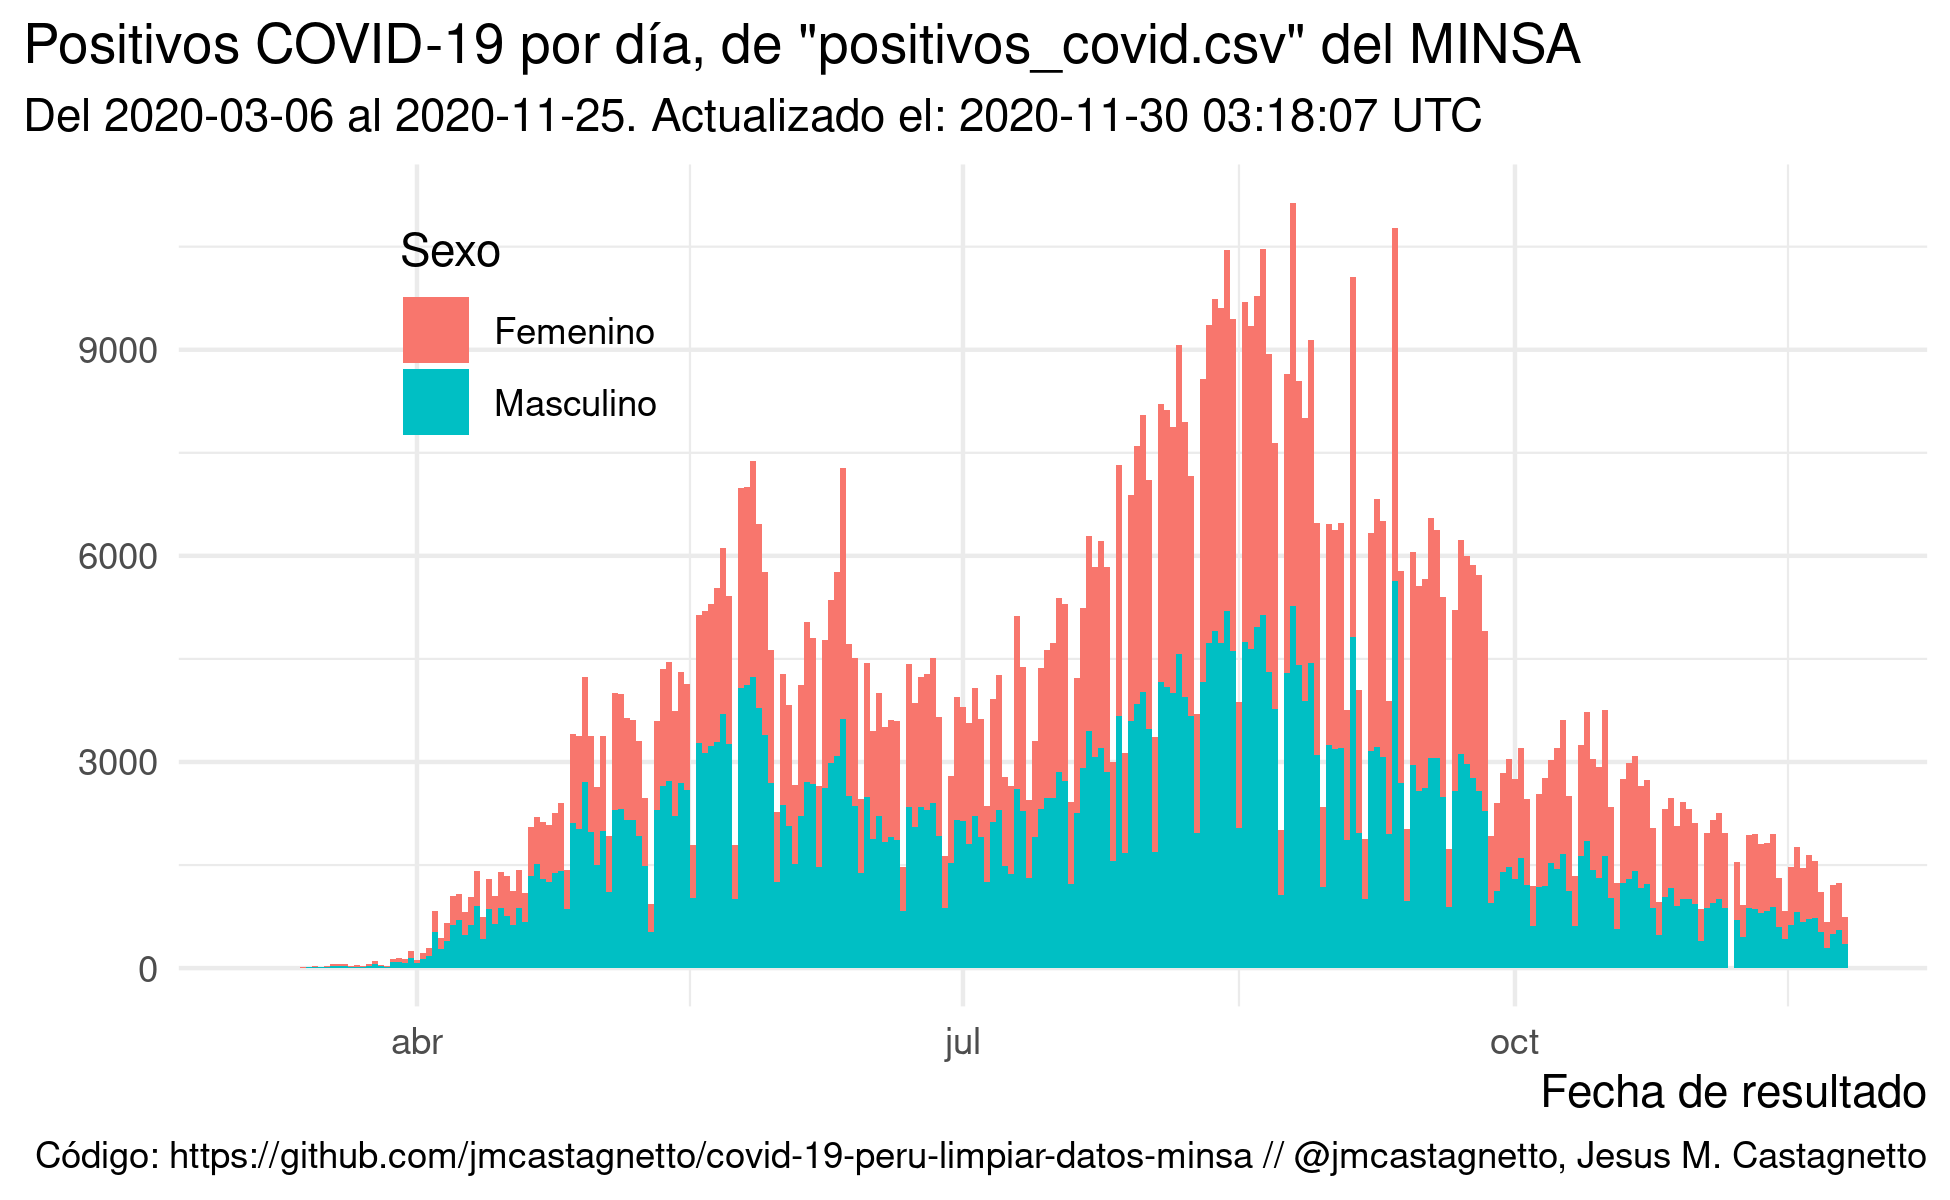 Positivos COVID-19 por día, de "positivos_covid.csv" del MINSA
Del 2020-03-06 al 2020-11-25. Actualizado el: 2020-11-30 03:18:07 UTC
Sexo
Femenino
Masculino
9000
6000
3000
0
abr jul oct
Fecha de resultado
Código: https://github.com/jmcastagnetto/covid-19-peru-limpiar-datos-minsa // @jmcastagnetto, Jesus M. Castagnetto